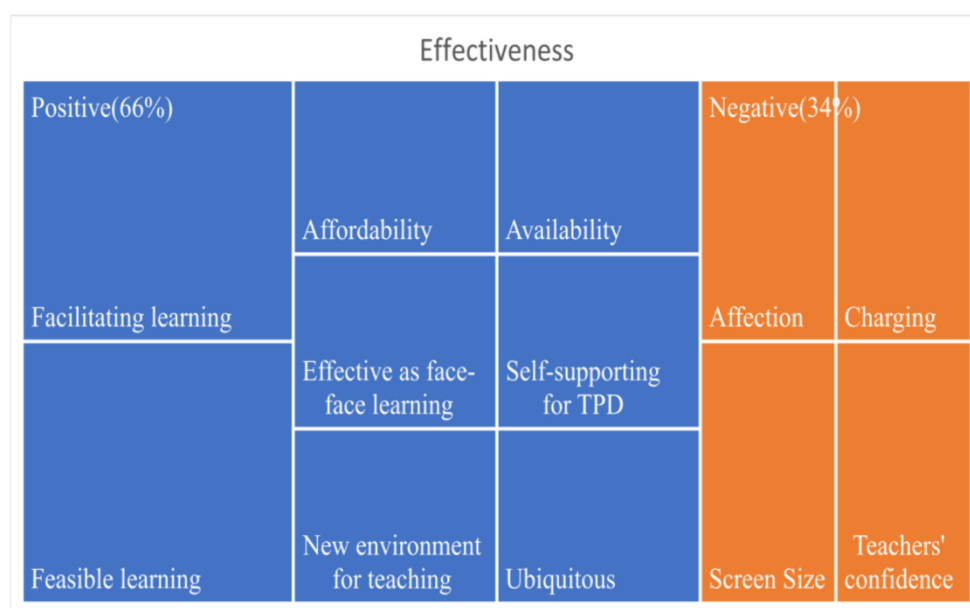 Effectiveness
Positive(66%)
Facilitating learning
Feasible learning
Affordability
Availability
Effective as face-
face learning
Self-supporting
for TPD
New environment
for teaching
Ubiquitous
Negative(34%)
Affection
Charging
Screen Size
Teachers'
confidence